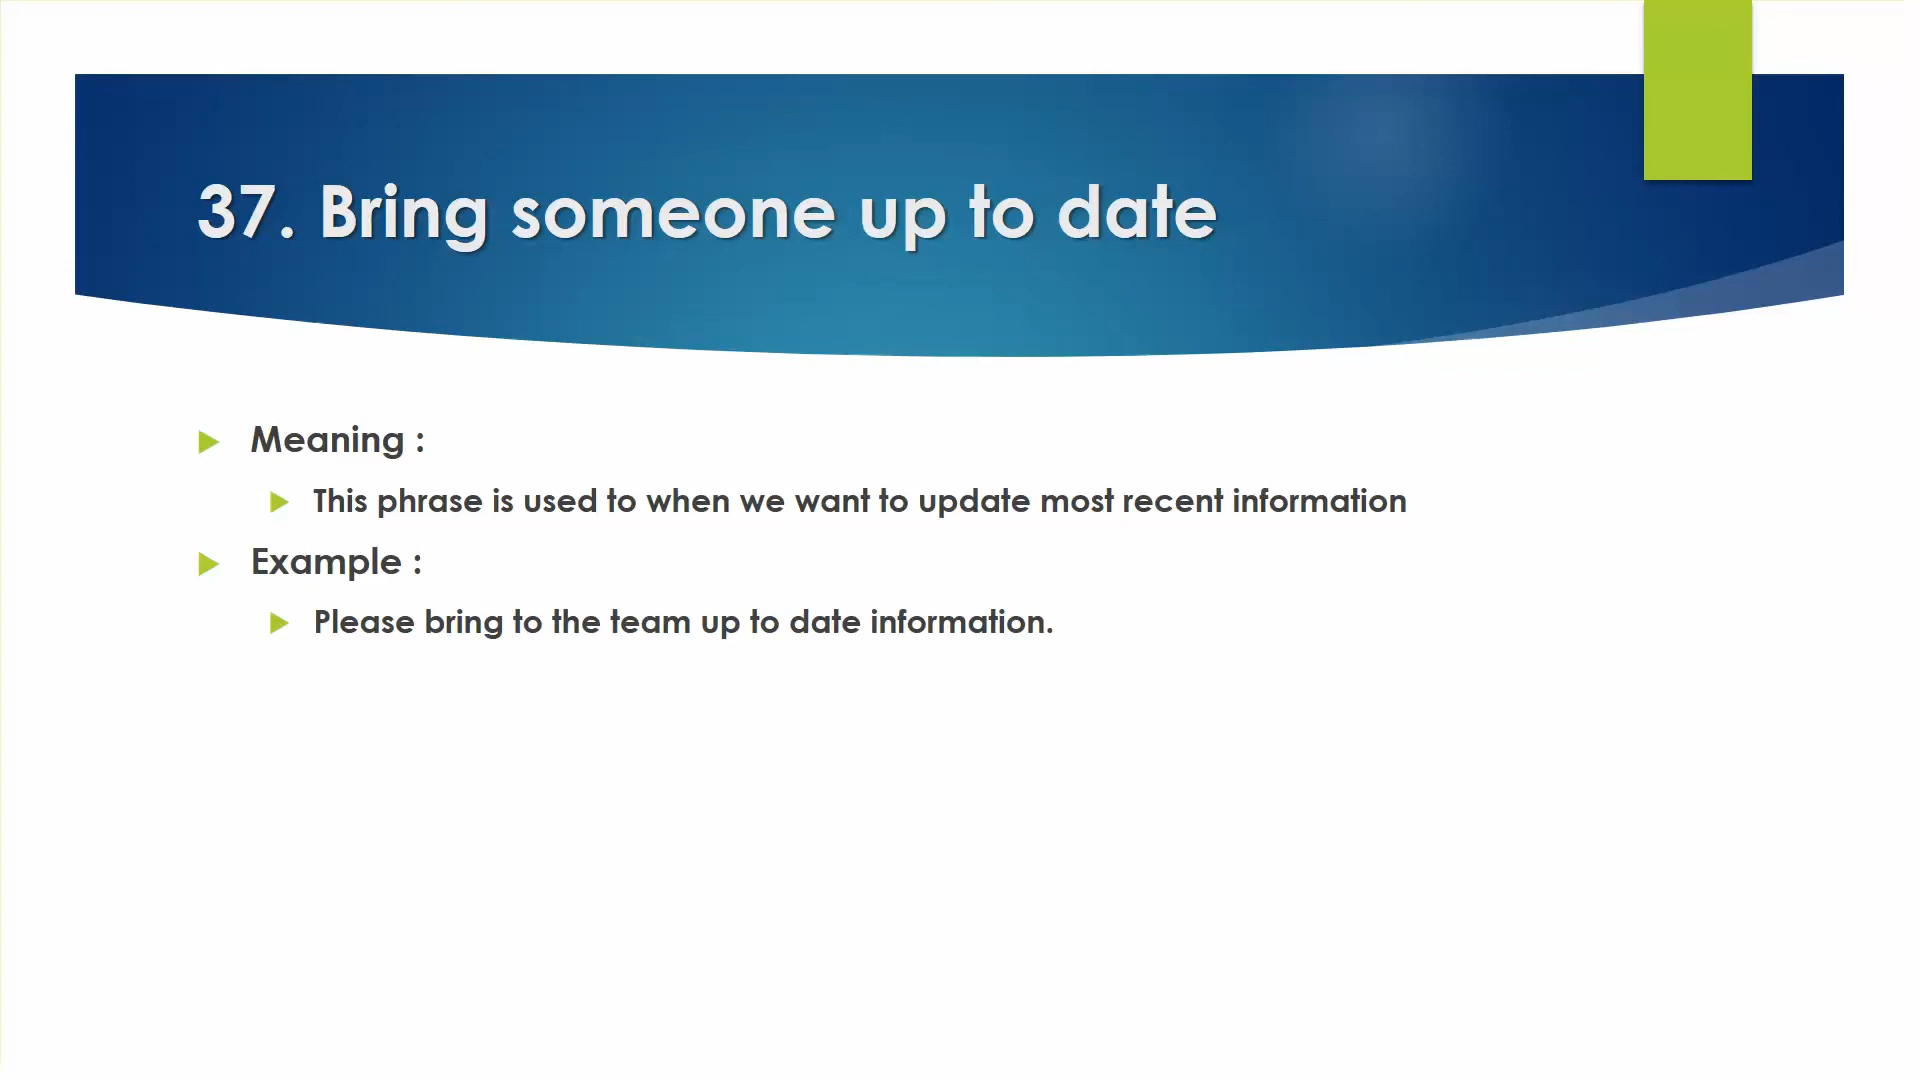 37. Bring someone up to date
Meaning :
This phrase is used to when we want to update most recent information
Example :
Please bring to the team up to date information.